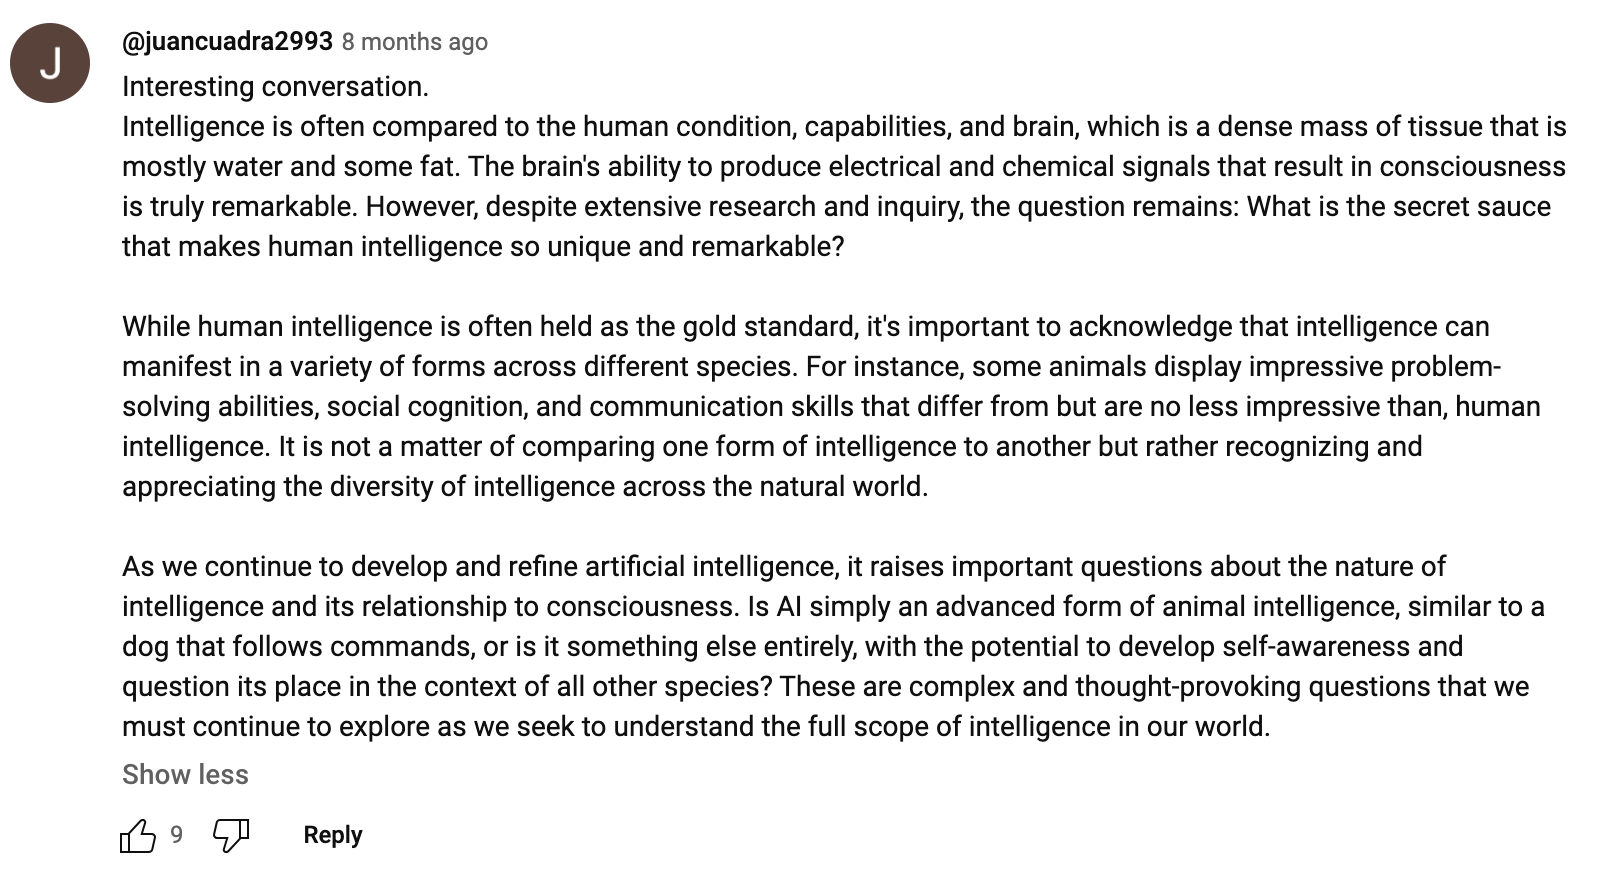 J
@juancuadra2993 8 months ago
Interesting conversation.
Intelligence is often compared to the human condition, capabilities, and brain, which is a dense mass of tissue that is
mostly water and some fat. The brain's ability to produce electrical and chemical signals that result in consciousness
is truly remarkable. However, despite extensive research and inquiry, the question remains: What is the secret sauce
that makes human intelligence so unique and remarkable?
While human intelligence is often held as the gold standard, it's important to acknowledge that intelligence can
manifest in a variety of forms across different species. For instance, some animals display impressive problem-
solving abilities, social cognition, and communication skills that differ from but are no less impressive than, human
intelligence. It is not a matter of comparing one form of intelligence to another but rather recognizing and
appreciating the diversity of intelligence across the natural world.
As we continue to develop and refine artificial intelligence, it raises important questions about the nature of
intelligence and its relationship to consciousness. Is AI simply an advanced form of animal intelligence, similar to a
dog that follows commands, or is it something else entirely, with the potential to develop self-awareness and
question its place in the context of all other species? These are complex and thought-provoking questions that we
must continue to explore as we seek to understand the full scope of intelligence in our world.
Show less
9 Reply